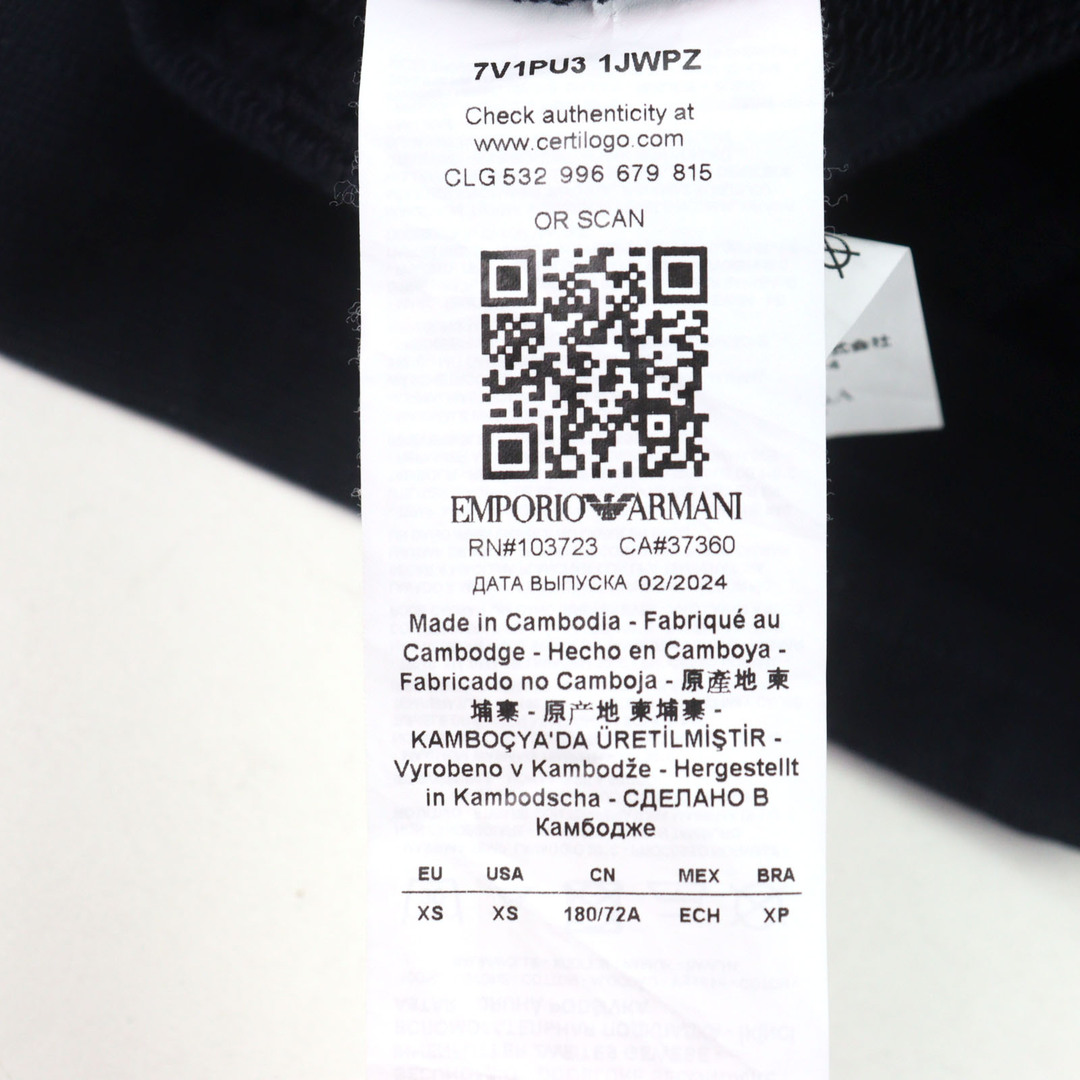 7V1PU3 1JWPZ
Check authenticity at
www.certilogo.com
CLG 532 996 679 815
OR SCAN
EMPORIO ARMANI
RN#103723 CA#37360
ДАТА ВЫПУСКА 02/2024
Made in Cambodia - Fabriqué au
Cambodge - Hecho en Camboya -
Fabricado no Camboja - 原產地 柬
埔寨 - 原产地 柬埔寨 -
KAMBOÇYA'DA ÜRETİLMİŞTİR -
Vyrobeno v Kambodže - Hergestellt
in Kambodscha - СДЕЛАНО В
Камбодже
EU USA CN MEX BRA
XS XS 180/72A ECH XP
式会社